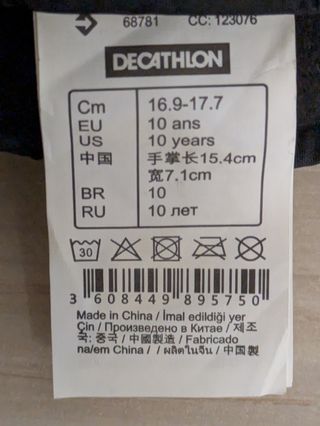 68781 CC: 123076
DECATHLON
Cm 16.9-17.7
EU 10 ans
US 10 years
中国 手掌长15.4cm
宽7.1cm
BR 10
RU 10 лет
30
3 608449 895750
Made in China / İmal edildiği yer
Çin / Произведено в Китае / 제조
국: 중국 / 中國製造 / Fabricado
na/em China / / ผลิตในจีน / 中国製